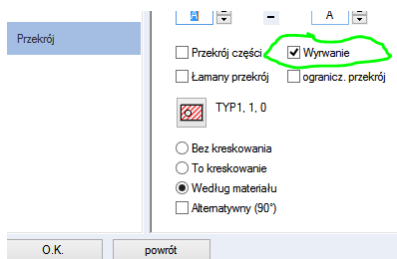 A – A
Przekrój
Przekrój części Wyrwanie
Łamany przekrój ogranicz. przekrój
TYP1, 1, 0
Bez kreskowania
To kreskowanie
Według materiału
Alternatywny (90°)
O.K. powrót